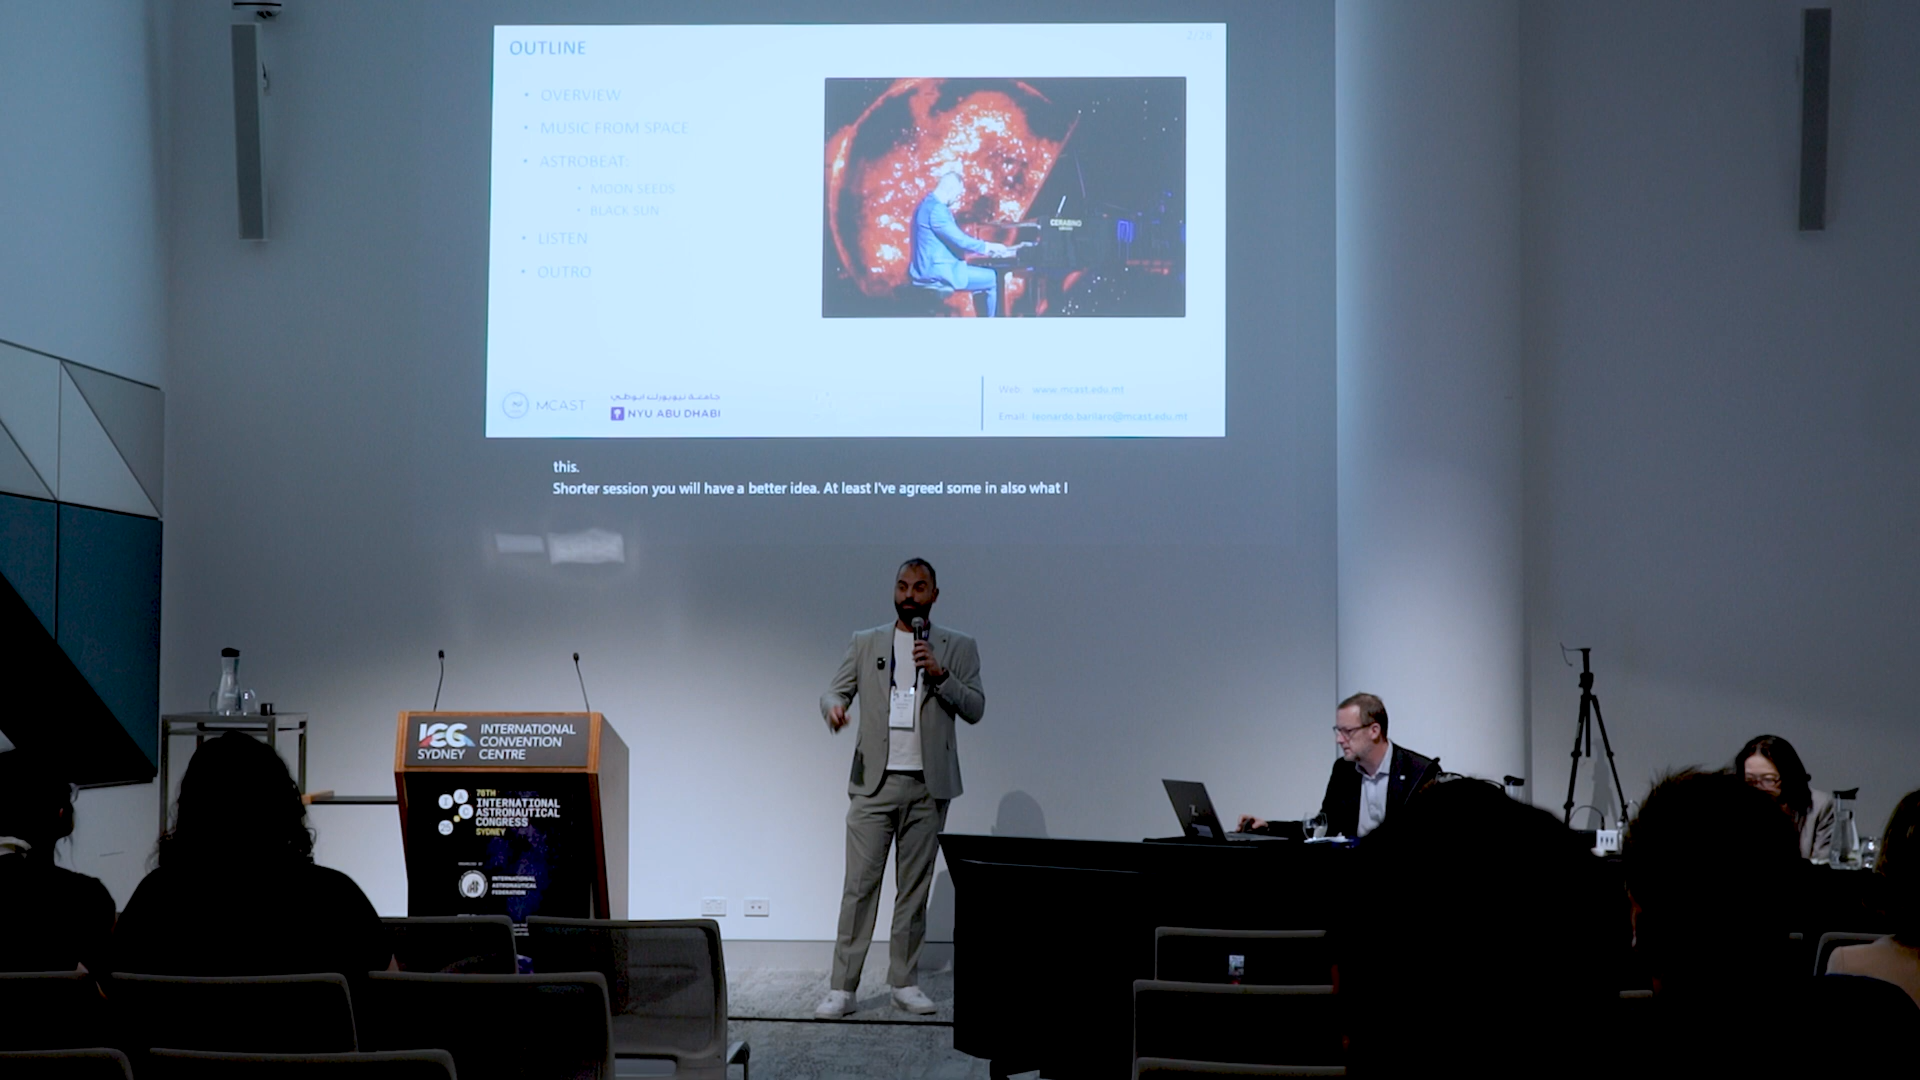 OUTLINE
2/28
• OVERVIEW
• MUSIC FROM SPACE
• ASTROBEAT:
• MOON SEEDS
• BLACK SUN
• LISTEN
• OUTRO
CERASINO
MCAST
جامعة نيويورك أبوظبي
NYU ABU DHABI
Web: www.mcast.edu.mt
Email: leonardo.barilaro@mcast.edu.mt
this.
Shorter session you will have a better idea. At least I've agreed some in also what I
ICC
SYDNEY
INTERNATIONAL
CONVENTION
CENTRE
IAC
25
76TH
INTERNATIONAL
ASTRONAUTICAL
CONGRESS
SYDNEY
INTERNATIONAL
ASTRONAUTICAL
FEDERATION